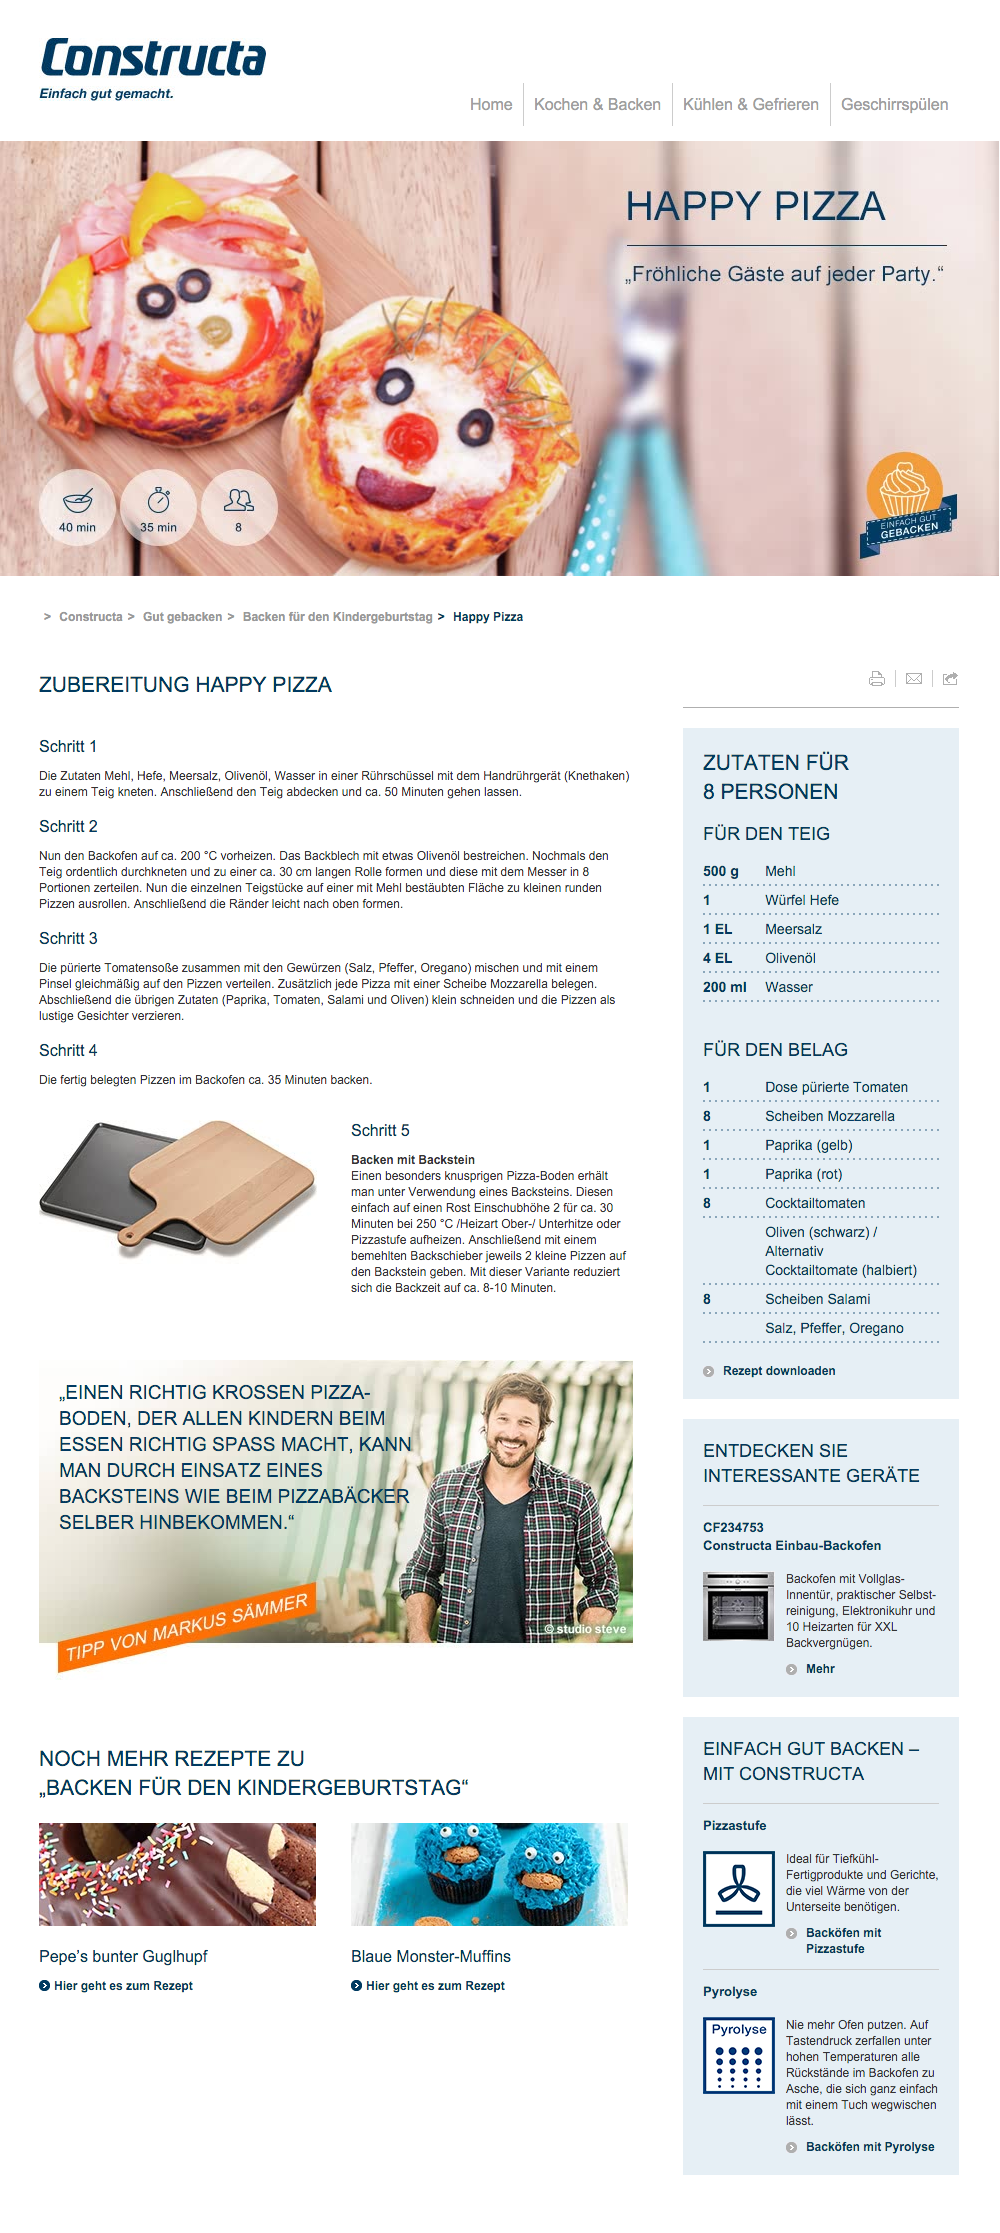 Constructa
Einfach gut gemacht.
Home
Kochen & Backen
Kühlen & Gefrieren
Geschirrspülen
HAPPY PIZZA
„Fröhliche Gäste auf jeder Party.“
40 min
35 min
8
EINFACH GUT
GEBACKEN
> Constructa > Gut gebacken > Backen für den Kindergeburtstag > Happy Pizza
ZUBEREITUNG HAPPY PIZZA
Schritt 1
Die Zutaten Mehl, Hefe, Meersalz, Olivenöl, Wasser in einer Rührschüssel mit dem Handrührgerät (Knethaken)
zu einem Teig kneten. Anschließend den Teig abdecken und ca. 50 Minuten gehen lassen.
Schritt 2
Nun den Backofen auf ca. 200 °C vorheizen. Das Backblech mit etwas Olivenöl bestreichen. Nochmals den
Teig ordentlich durchkneten und zu einer ca. 30 cm langen Rolle formen und diese mit dem Messer in 8
Portionen zerteilen. Nun die einzelnen Teigstücke auf einer mit Mehl bestäubten Fläche zu kleinen runden
Pizzen ausrollen. Anschließend die Ränder leicht nach oben formen.
Schritt 3
Die pürierte Tomatensoße zusammen mit den Gewürzen (Salz, Pfeffer, Oregano) mischen und mit einem
Pinsel gleichmäßig auf den Pizzen verteilen. Zusätzlich jede Pizza mit einer Scheibe Mozzarella belegen.
Abschließend die übrigen Zutaten (Paprika, Tomaten, Salami und Oliven) klein schneiden und die Pizzen als
lustige Gesichter verzieren.
Schritt 4
Die fertig belegten Pizzen im Backofen ca. 35 Minuten backen.
Schritt 5
Backen mit Backstein
Einen besonders knusprigen Pizza-Boden erhält
man unter Verwendung eines Backsteins. Diesen
einfach auf einen Rost Einschubhöhe 2 für ca. 30
Minuten bei 250 °C /Heizart Ober-/ Unterhitze oder
Pizzastufe aufheizen. Anschließend mit einem
bemehlten Backschieber jeweils 2 kleine Pizzen auf
den Backstein geben. Mit dieser Variante reduziert
sich die Backzeit auf ca. 8-10 Minuten.
„EINEN RICHTIG KROSSEN PIZZA-
BODEN, DER ALLEN KINDERN BEIM
ESSEN RICHTIG SPASS MACHT, KANN
MAN DURCH EINSATZ EINES
BACKSTEINS WIE BEIM PIZZABÄCKER
SELBER HINBEKOMMEN.“
TIPP VON MARKUS SÄMMER
© studio steve
NOCH MEHR REZEPTE ZU
„BACKEN FÜR DEN KINDERGEBURTSTAG“
Pepe’s bunter Guglhupf
Hier geht es zum Rezept
Blaue Monster-Muffins
Hier geht es zum Rezept
ZUTATEN FÜR
8 PERSONEN
FÜR DEN TEIG
500 g Mehl
1 Würfel Hefe
1 EL Meersalz
4 EL Olivenöl
200 ml Wasser
FÜR DEN BELAG
1 Dose pürierte Tomaten
8 Scheiben Mozzarella
1 Paprika (gelb)
1 Paprika (rot)
8 Cocktailtomaten
Oliven (schwarz) /
Alternativ
Cocktailtomate (halbiert)
8 Scheiben Salami
Salz, Pfeffer, Oregano
Rezept downloaden
ENTDECKEN SIE
INTERESSANTE GERÄTE
CF234753
Constructa Einbau-Backofen
Backofen mit Vollglas-
Innentür, praktischer Selbst-
reinigung, Elektronikuhr und
10 Heizarten für XXL
Backvergnügen.
Mehr
EINFACH GUT BACKEN –
MIT CONSTRUCTA
Pizzastufe
Ideal für Tiefkühl-
Fertigprodukte und Gerichte,
die viel Wärme von der
Unterseite benötigen.
Backöfen mit
Pizzastufe
Pyrolyse
Pyrolyse
Nie mehr Ofen putzen. Auf
Tastendruck zerfallen unter
hohen Temperaturen alle
Rückstände im Backofen zu
Asche, die sich ganz einfach
mit einem Tuch wegwischen
lässt.
Backöfen mit Pyrolyse